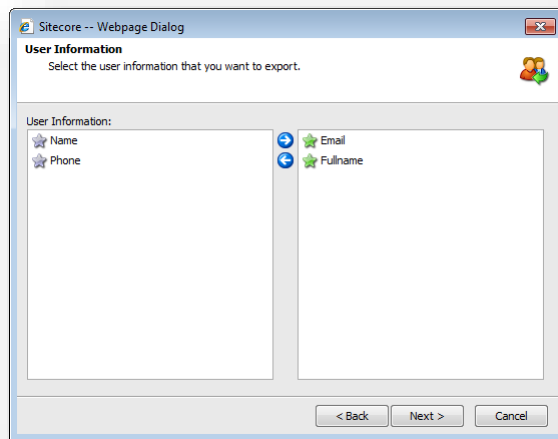 Sitecore -- Webpage Dialog
User Information
Select the user information that you want to export.
User Information:
Name
Phone
Email
Fullname
< Back
Next >
Cancel